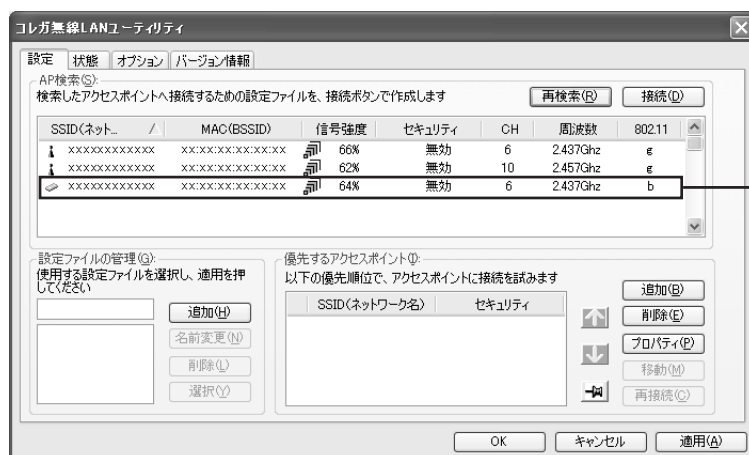 コレガ無線LANユーティリティ
設定 状態 オプション バージョン情報
AP検索(S):
検索したアクセスポイントへ接続するための設定ファイルを、接続ボタンで作成します 再検索(R) 接続(D)
SSID(ネット... MAC(BSSID) 信号強度 セキュリティ CH 周波数 802.11
xxxxxxxxxxxx xx:xx:xx:xx:xx:xx 66% 無効 6 2.437Ghz g
xxxxxxxxxxxx xx:xx:xx:xx:xx:xx 62% 無効 10 2.457Ghz g
xxxxxxxxxxxx xx:xx:xx:xx:xx:xx 64% 無効 6 2.437Ghz b
設定ファイルの管理(G):
使用する設定ファイルを選択し、適用を押
してください
追加(H)
名前変更(N)
削除(L)
選択(Y)
優先するアクセスポイント(I):
以下の優先順位で、アクセスポイントに接続を試みます
SSID(ネットワーク名) セキュリティ
追加(B)
削除(E)
プロパティ(P)
移動(M)
再接続(C)
OK キャンセル 適用(A)